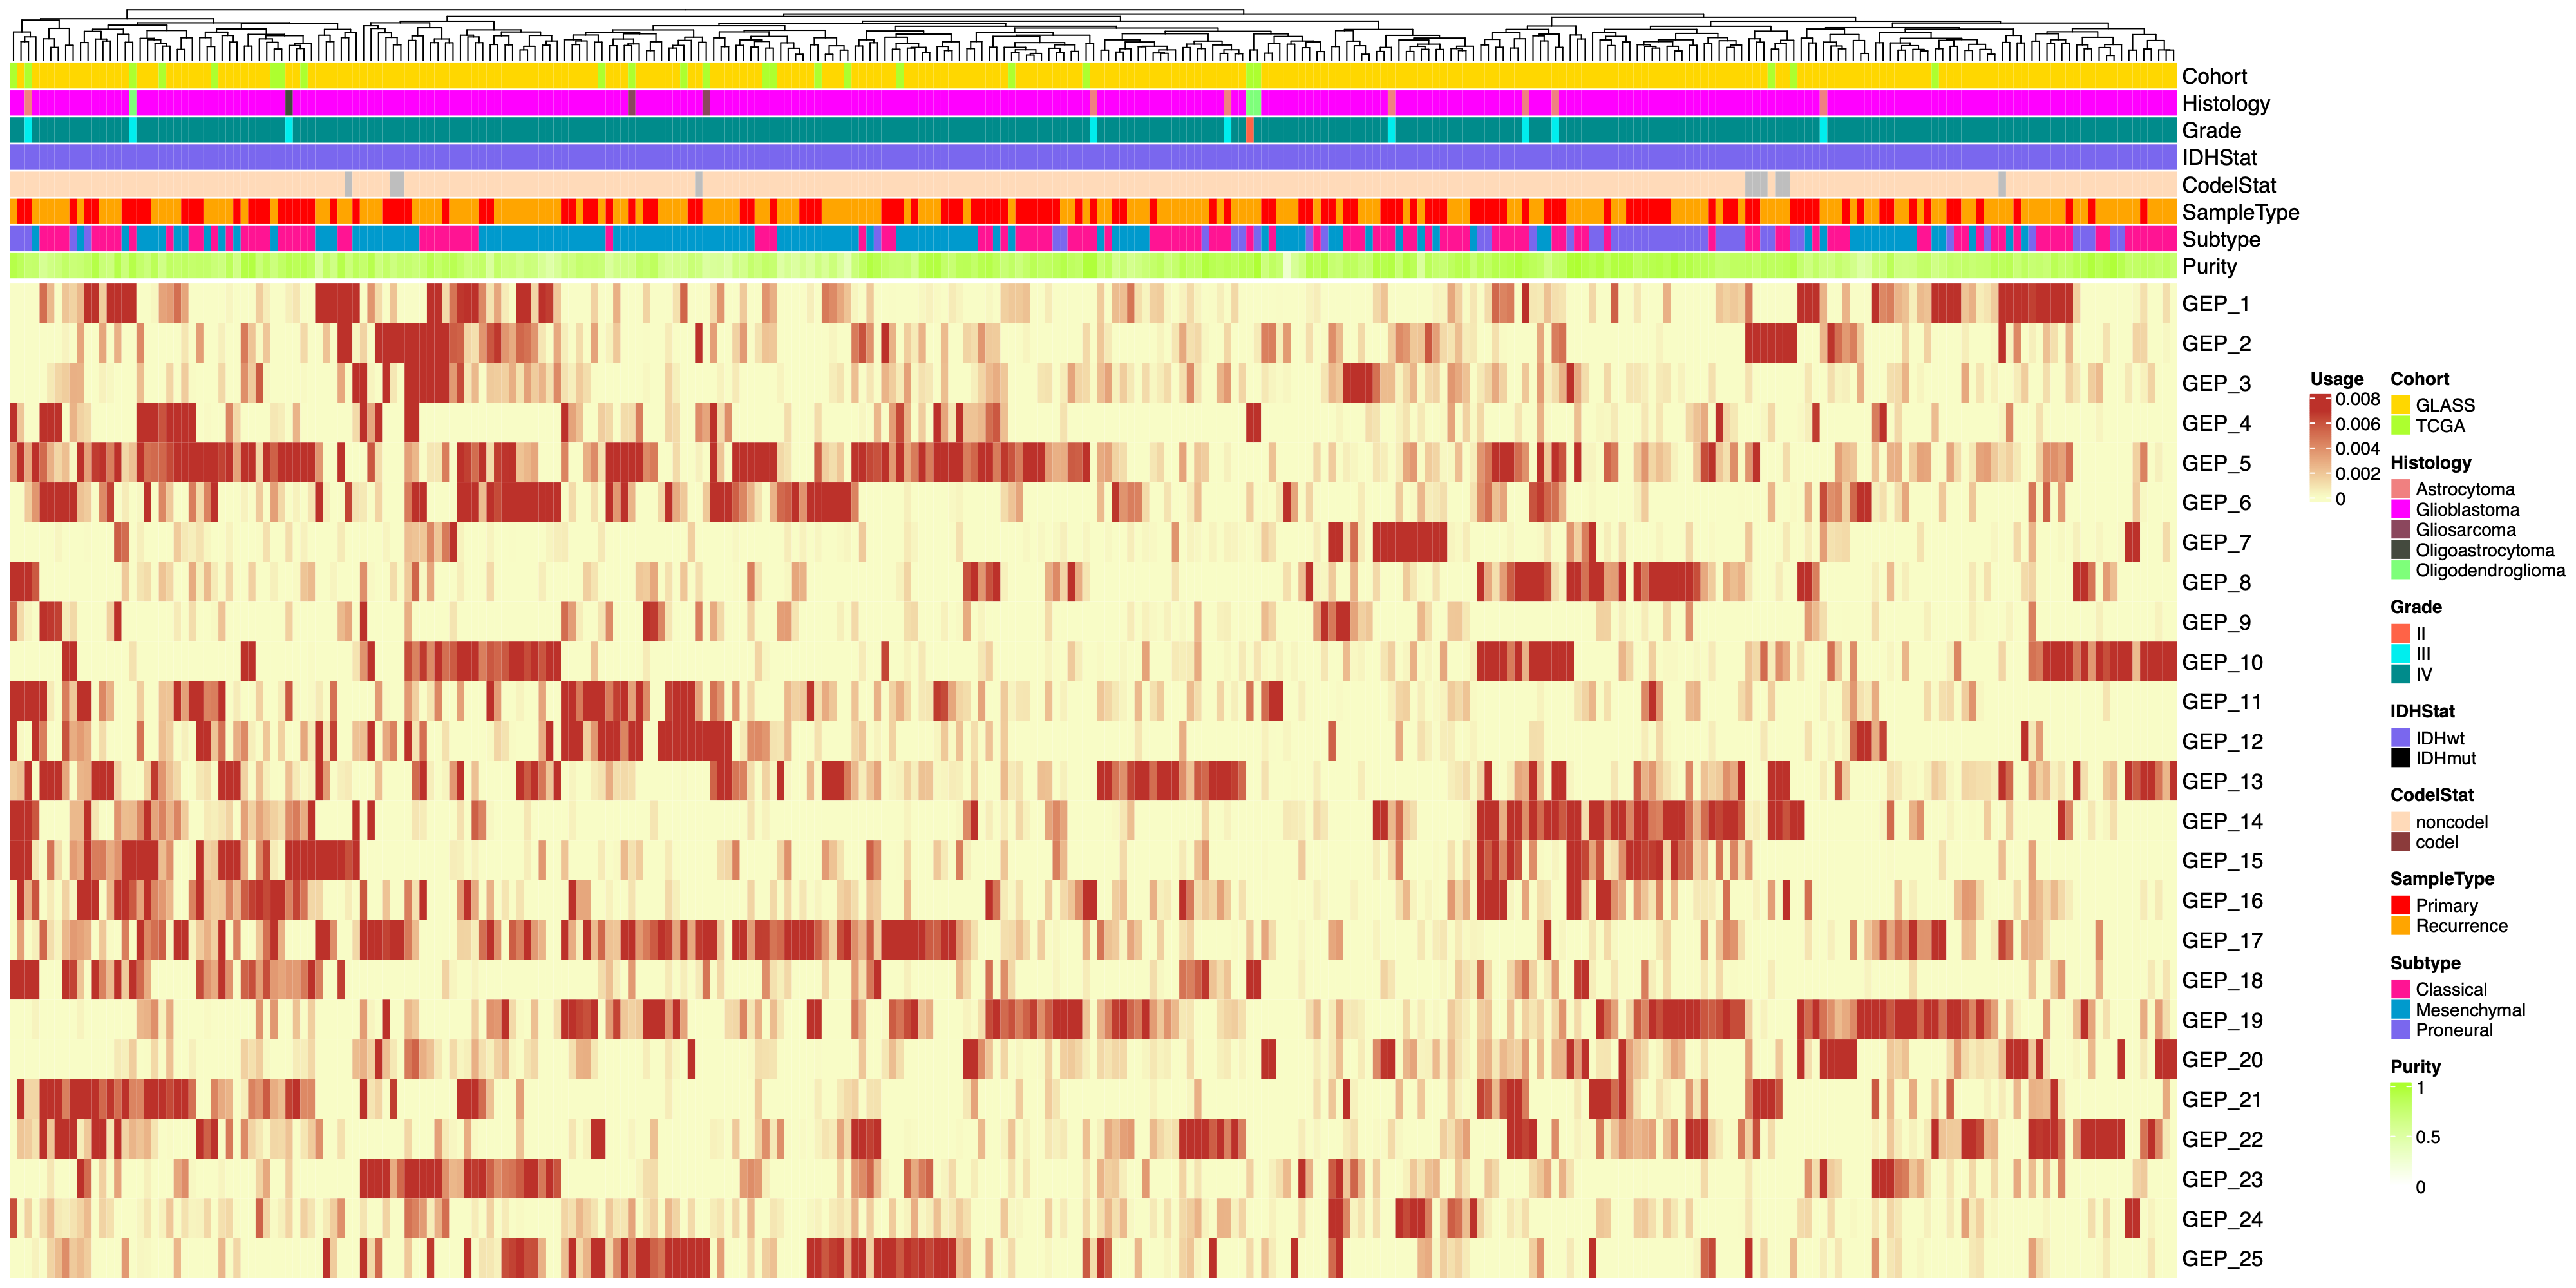 Cohort
Histology
Grade
IDHStat
CodelStat
SampleType
Subtype
Purity
GEP_1
GEP_2
GEP_3
GEP_4
GEP_5
GEP_6
GEP_7
GEP_8
GEP_9
GEP_10
GEP_11
GEP_12
GEP_13
GEP_14
GEP_15
GEP_16
GEP_17
GEP_18
GEP_19
GEP_20
GEP_21
GEP_22
GEP_23
GEP_24
GEP_25
Usage
0.008
0.006
0.004
0.002
0
Cohort
GLASS
TCGA
Histology
Astrocytoma
Glioblastoma
Gliosarcoma
Oligoastrocytoma
Oligodendroglioma
Grade
II
III
IV
IDHStat
IDHwt
IDHmut
CodelStat
noncodel
codel
SampleType
Primary
Recurrence
Subtype
Classical
Mesenchymal
Proneural
Purity
1
0.5
0